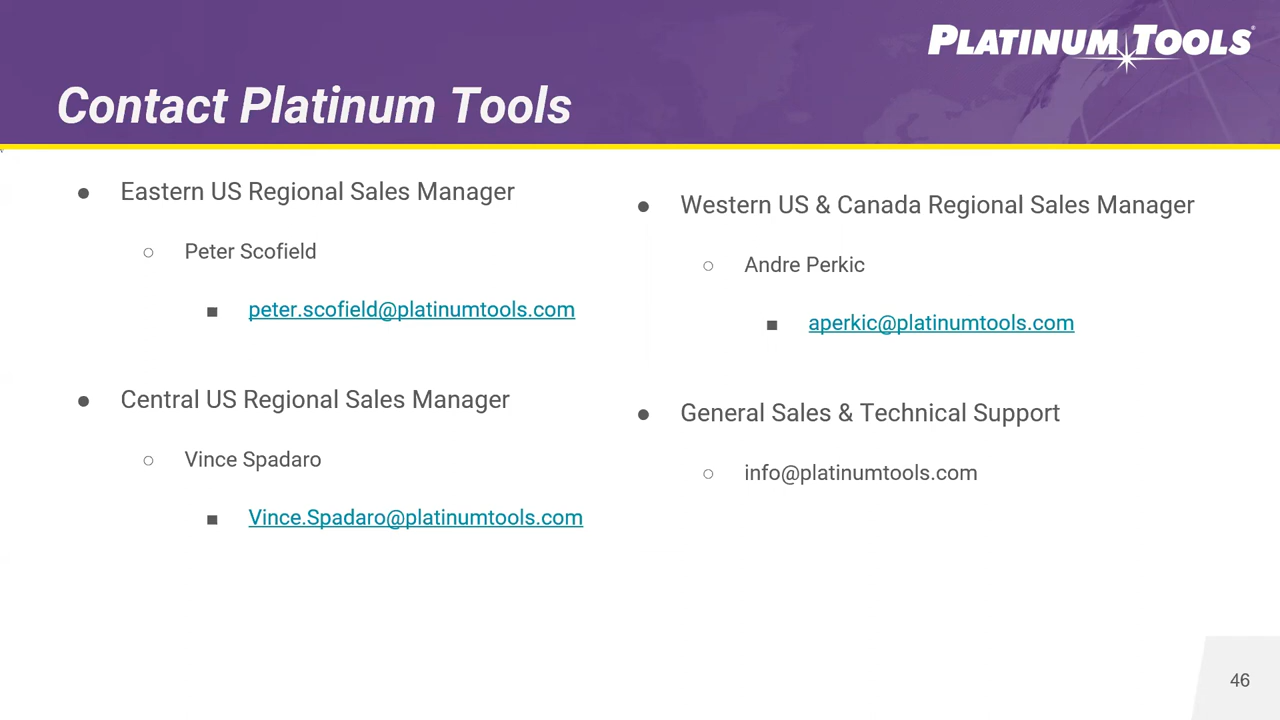 PLATINUM TOOLS®
Contact Platinum Tools
● Eastern US Regional Sales Manager
○ Peter Scofield
■ peter.scofield@platinumtools.com
● Central US Regional Sales Manager
○ Vince Spadaro
■ Vince.Spadaro@platinumtools.com
● Western US & Canada Regional Sales Manager
○ Andre Perkic
■ aperkic@platinumtools.com
● General Sales & Technical Support
○ info@platinumtools.com
46